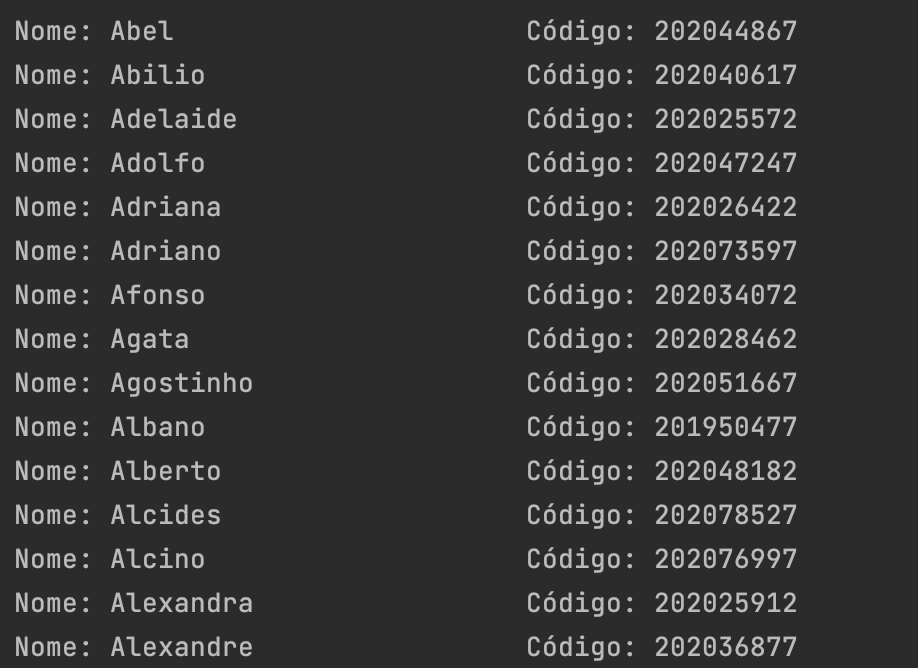 Nome: Abel Código: 202044867
Nome: Abilio Código: 202040617
Nome: Adelaide Código: 202025572
Nome: Adolfo Código: 202047247
Nome: Adriana Código: 202026422
Nome: Adriano Código: 202073597
Nome: Afonso Código: 202034072
Nome: Agata Código: 202028462
Nome: Agostinho Código: 202051667
Nome: Albano Código: 201950477
Nome: Alberto Código: 202048182
Nome: Alcides Código: 202078527
Nome: Alcino Código: 202076997
Nome: Alexandra Código: 202025912
Nome: Alexandre Código: 202036877